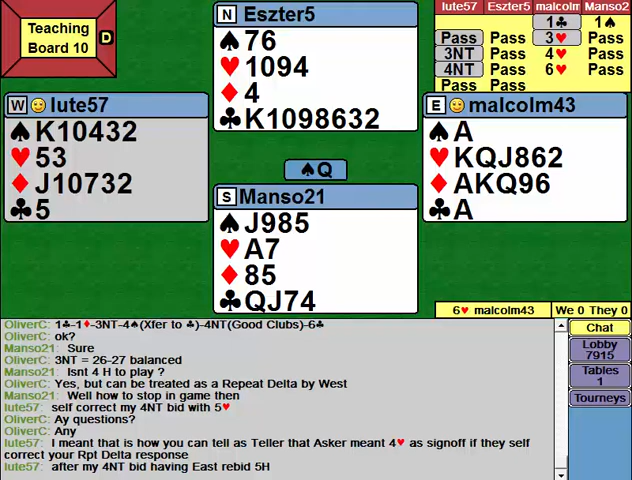 Teaching
Board 10
D
N Eszter5
♠76
♥1094
♦4
♣K1098632
lute57 Eszter5 malcolm Manso2
1♣ 1♠
Pass Pass 3♥ Pass
3NT Pass 4♥ Pass
4NT Pass 6♥ Pass
Pass Pass
W lute57
♠K10432
♥53
♦J10732
♣5
E malcolm43
♠A
♥KQJ862
♦AKQ96
♣A
♠Q
S Manso21
♠J985
♥A7
♦85
♣QJ74
6♥ malcolm43 We 0 They 0
OliverC: 1♣-1♦-3NT-4♠(Xfer to ♣)-4NT(Good Clubs)-6♣
OliverC: ok?
Manso21: Sure
OliverC: 3NT = 26-27 balanced
Manso21: Isnt 4 H to play ?
OliverC: Yes, but can be treated as a Repeat Delta by West
Manso21: Well how to stop in game then
lute57: self correct my 4NT bid with 5♥
OliverC: Ay questions?
OliverC: Any
lute57: I meant that is how you can tell as Teller that Asker meant 4♥ as signoff if they self
correct your Rpt Delta response
lute57: after my 4NT bid having East rebid 5H
Chat
Lobby
7915
Tables
1
Tourneys